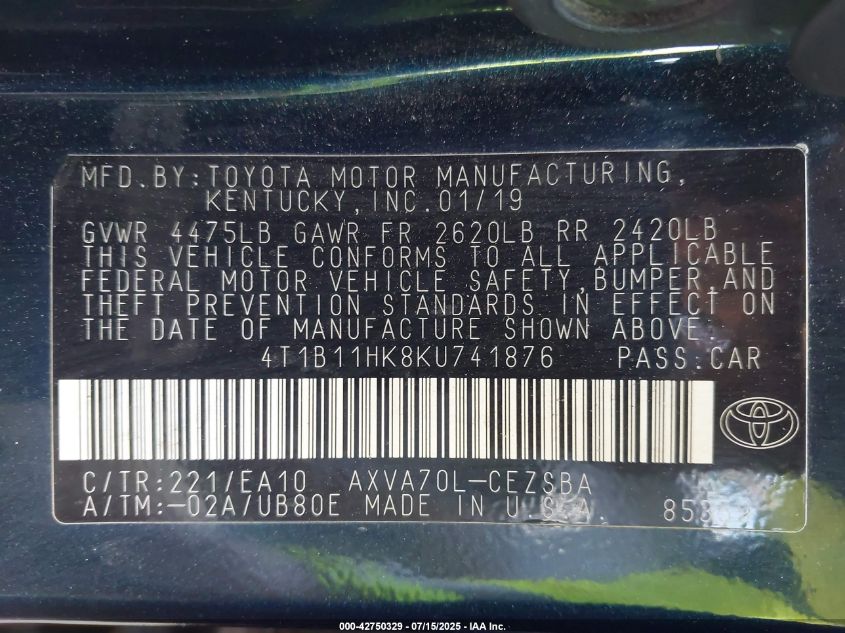 MFD.BY:TOYOTA MOTOR MANUFACTURING,
KENTUCKY,INC.01/19
GVWR 4475LB GAWR FR 2620LB RR 2420LB
THIS VEHICLE CONFORMS TO ALL APPLICABLE
FEDERAL MOTOR VEHICLE SAFETY,BUMPER,AND
THEFT PREVENTION STANDARDS IN EFFECT ON
THE DATE OF MANUFACTURE SHOWN ABOVE.
4T1B11HK8KU741876 PASS.CAR
C/TR:221/EA10 AXVA70L-CEZSBA
A/TM:-02A/UB80E MADE IN U.S.A.
000-42750329 - 07/15/2025 - IAA Inc.